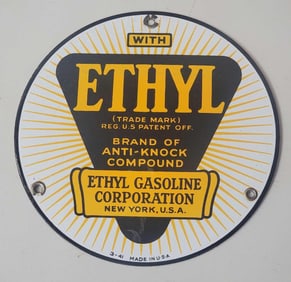 WITH
ETHYL
(TRADE MARK)
REG. U.S PATENT OFF.
BRAND OF
ANTI-KNOCK
COMPOUND
ETHYL GASOLINE
CORPORATION
NEW YORK, U.S.A.
3-41 MADE IN U.S.A